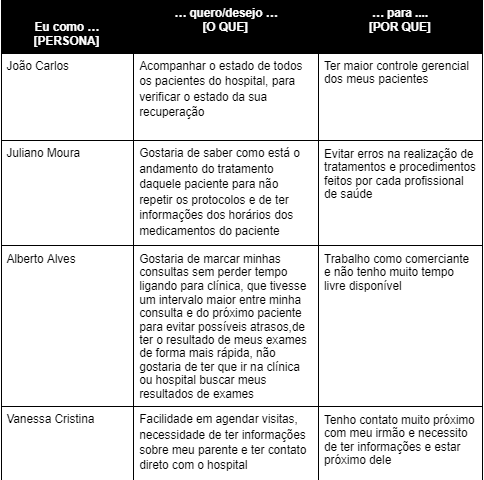 Eu como …
[PERSONA]
… quero/desejo …
[O QUE]
… para ....
[POR QUE]
João Carlos
Acompanhar o estado de todos
os pacientes do hospital, para
verificar o estado da sua
recuperação
Ter maior controle gerencial
dos meus pacientes
Juliano Moura
Gostaria de saber como está o
andamento do tratamento
daquele paciente para não
repetir os protocolos e de ter
informações dos horários dos
medicamentos do paciente
Evitar erros na realização de
tratamentos e procedimentos
feitos por cada profissional
de saúde
Alberto Alves
Gostaria de marcar minhas
consultas sem perder tempo
ligando para clínica, que tivesse
um intervalo maior entre minha
consulta e do próximo paciente
para evitar possíveis atrasos,de
ter o resultado de meus exames
de forma mais rápida, não
gostaria de ter que ir na clínica
ou hospital buscar meus
resultados de exames
Trabalho como comerciante
e não tenho muito tempo
livre disponível
Vanessa Cristina
Facilidade em agendar visitas,
necessidade de ter informações
sobre meu parente e ter contato
direto com o hospital
Tenho contato muito próximo
com meu irmão e necessito
de ter informações e estar
próximo dele